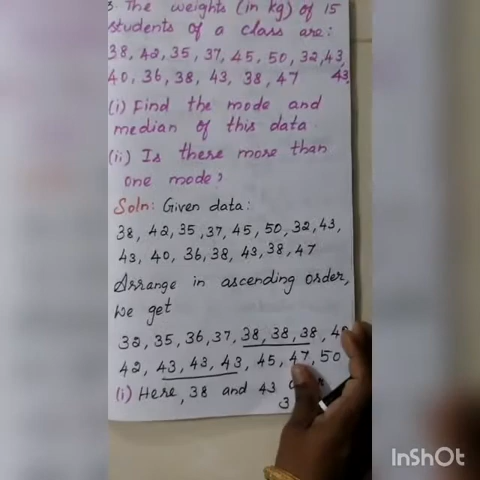 3. The weights (in kg) of 15
students of a class are:
38, 42, 35, 37, 45, 50, 32, 43,
40, 36, 38, 43, 38, 47 43,
(i) Find the mode and
median of this data
(ii) Is there more than
one mode?
Soln: Given data:
38, 42, 35, 37, 45, 50, 32, 43,
43, 40, 36, 38, 43, 38, 47
Arrange in ascending order,
we get
32, 35, 36, 37, 38, 38, 38,
42, 43, 43, 43, 45, 47, 50
(i) Here, 38 and 43
3
InShOt